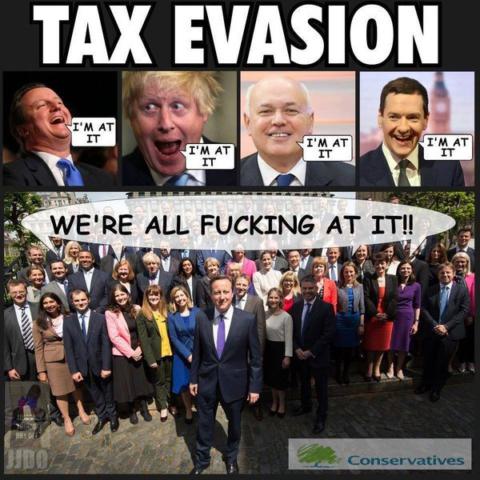 TAX EVASION
I'M AT
IT
I'M AT
IT
I'M AT
IT
I'M AT
IT
WE'RE ALL FUCKING AT IT!!
JJDO
Conservatives